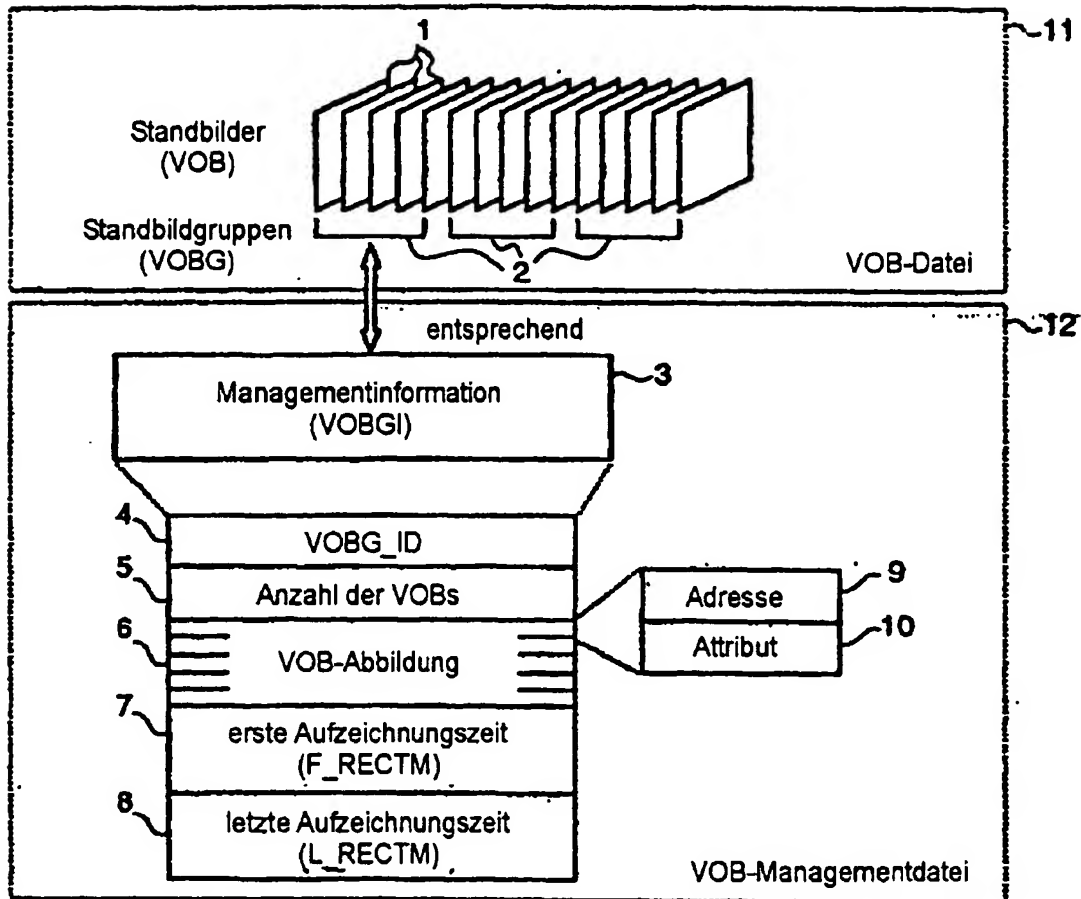 1
11
Standbilder
(VOB)
Standbildgruppen
(VOBG)
2
VOB-Datei
entsprechend
12
Managementinformation
(VOBGI)
3
4
VOBG_ID
5
Anzahl der VOBs
Adresse
9
6
VOB-Abbildung
Attribut
10
7
erste Aufzeichnungszeit
(F_RECTM)
8
letzte Aufzeichnungszeit
(L_RECTM)
VOB-Managementdatei